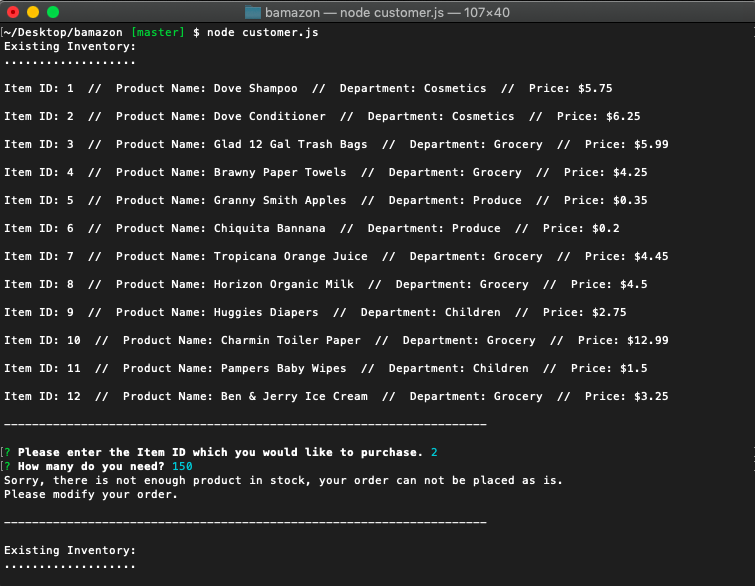 bamazon — node customer.js — 107×40
[~/Desktop/bamazon [master] $ node customer.js
Existing Inventory:
...................
Item ID: 1  //  Product Name: Dove Shampoo  //  Department: Cosmetics  //  Price: $5.75
Item ID: 2  //  Product Name: Dove Conditioner  //  Department: Cosmetics  //  Price: $6.25
Item ID: 3  //  Product Name: Glad 12 Gal Trash Bags  //  Department: Grocery  //  Price: $5.99
Item ID: 4  //  Product Name: Brawny Paper Towels  //  Department: Grocery  //  Price: $4.25
Item ID: 5  //  Product Name: Granny Smith Apples  //  Department: Produce  //  Price: $0.35
Item ID: 6  //  Product Name: Chiquita Bannana  //  Department: Produce  //  Price: $0.2
Item ID: 7  //  Product Name: Tropicana Orange Juice  //  Department: Grocery  //  Price: $4.45
Item ID: 8  //  Product Name: Horizon Organic Milk  //  Department: Grocery  //  Price: $4.5
Item ID: 9  //  Product Name: Huggies Diapers  //  Department: Children  //  Price: $2.75
Item ID: 10  //  Product Name: Charmin Toiler Paper  //  Department: Grocery  //  Price: $12.99
Item ID: 11  //  Product Name: Pampers Baby Wipes  //  Department: Children  //  Price: $1.5
Item ID: 12  //  Product Name: Ben & Jerry Ice Cream  //  Department: Grocery  //  Price: $3.25
---------------------------------------------------------------------
[? Please enter the Item ID which you would like to purchase. 2
[? How many do you need? 150
Sorry, there is not enough product in stock, your order can not be placed as is.
Please modify your order.
---------------------------------------------------------------------
Existing Inventory:
...................